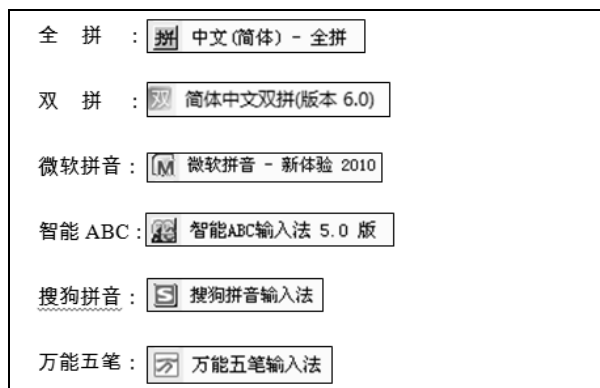 全 拼 : 拼 中文(简体) - 全拼
双 拼 : 双 简体中文双拼(版本 6.0)
微软拼音: M 微软拼音 - 新体验 2010
智能 ABC: 智能ABC输入法 5.0 版
搜狗拼音: S 搜狗拼音输入法
万能五笔: 万 万能五笔输入法